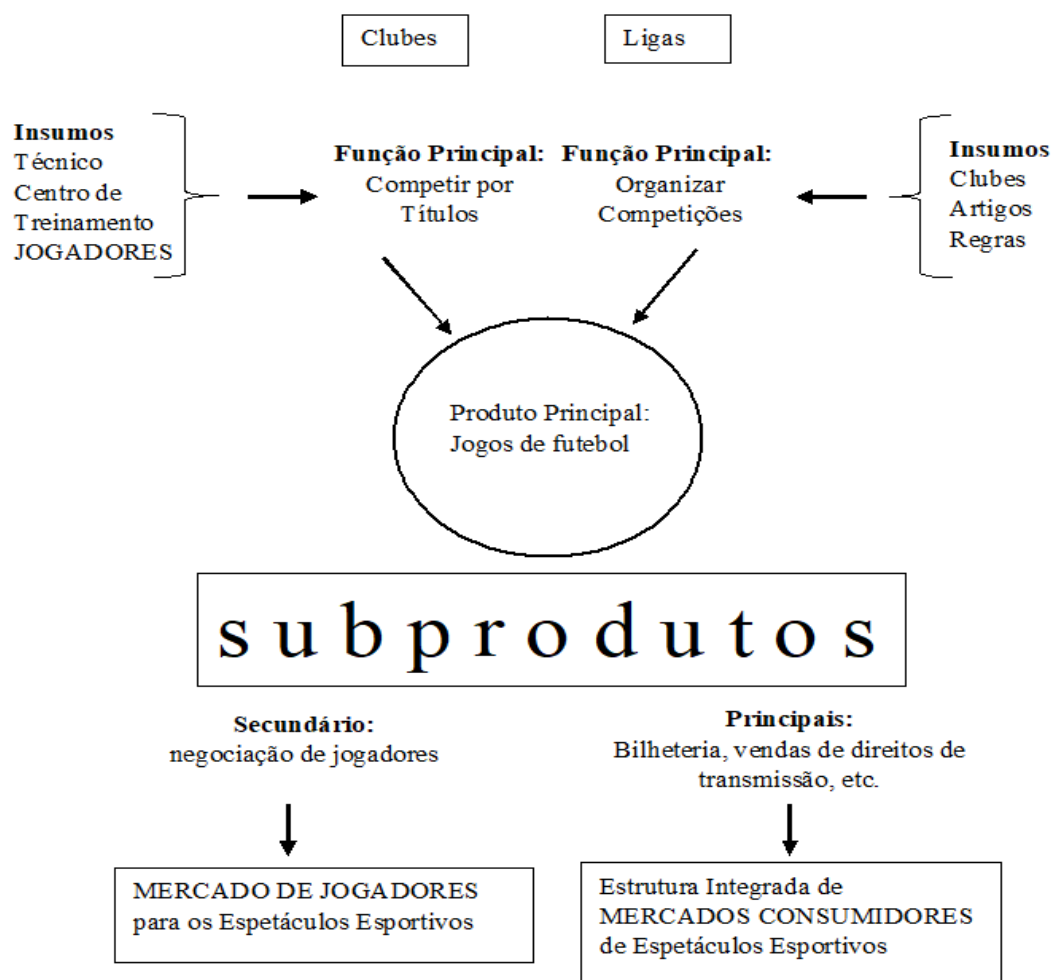 Clubes
Ligas
Insumos
Técnico
Centro de
Treinamento
JOGADORES
Função Principal:
Competir por
Títulos
Função Principal:
Organizar
Competições
Insumos
Clubes
Artigos
Regras
Produto Principal:
Jogos de futebol
subprodutos
Secundário:
negociação de jogadores
Principais:
Bilheteria, vendas de direitos de
transmissão, etc.
MERCADO DE JOGADORES
para os Espetáculos Esportivos
Estrutura Integrada de
MERCADOS CONSUMIDORES
de Espetáculos Esportivos